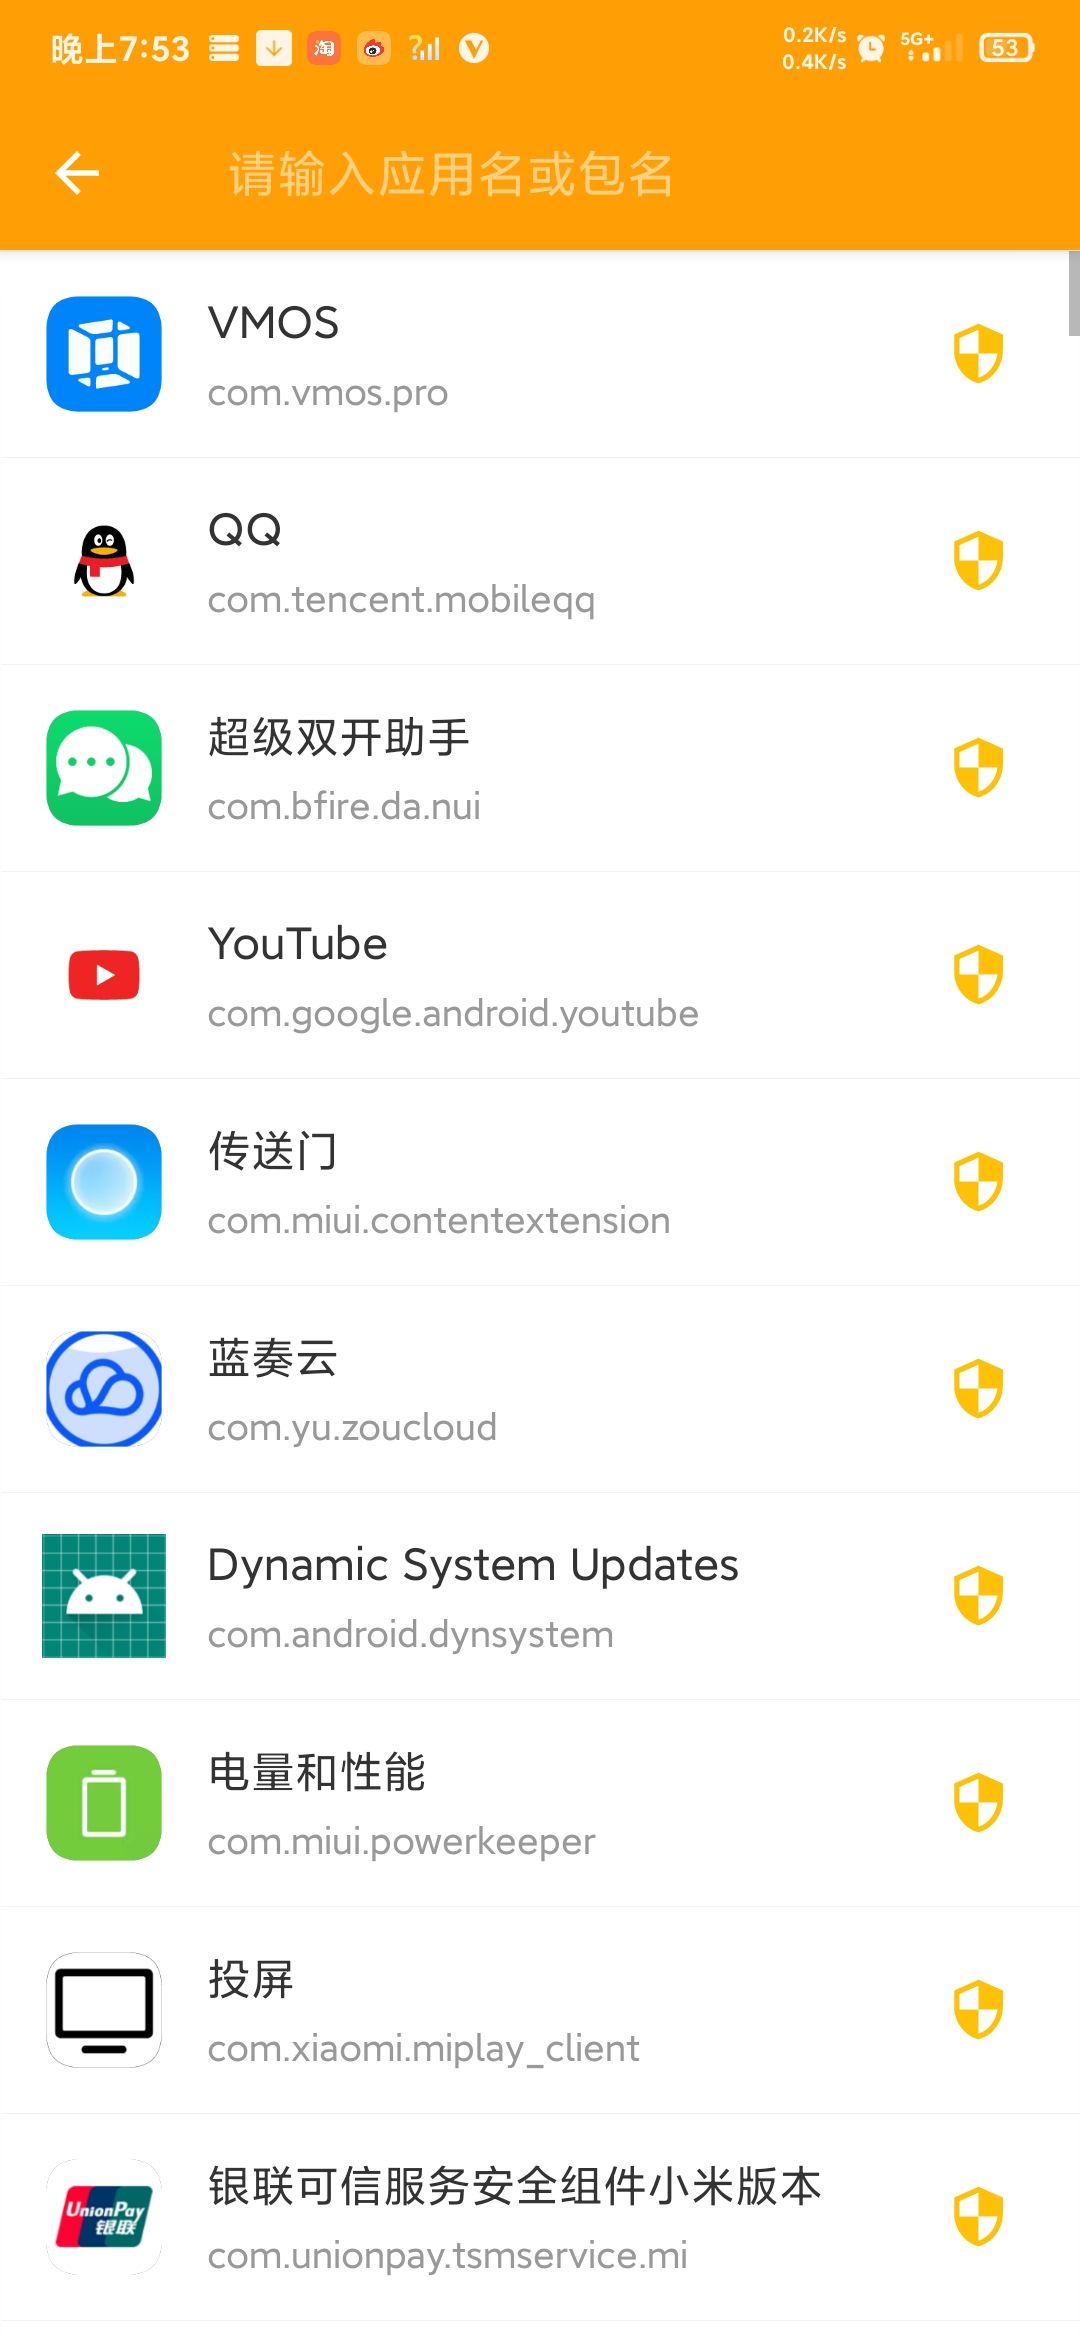 晚上7:53
淘
0.2K/s
0.4K/s
5G+
53
请输入应用名或包名
VMOS
com.vmos.pro
QQ
com.tencent.mobileqq
超级双开助手
com.bfire.da.nui
YouTube
com.google.android.youtube
传送门
com.miui.contentextension
蓝奏云
com.yu.zoucloud
Dynamic System Updates
com.android.dynsystem
电量和性能
com.miui.powerkeeper
投屏
com.xiaomi.miplay_client
UnionPay
银联
银联可信服务安全组件小米版本
com.unionpay.tsmservice.mi